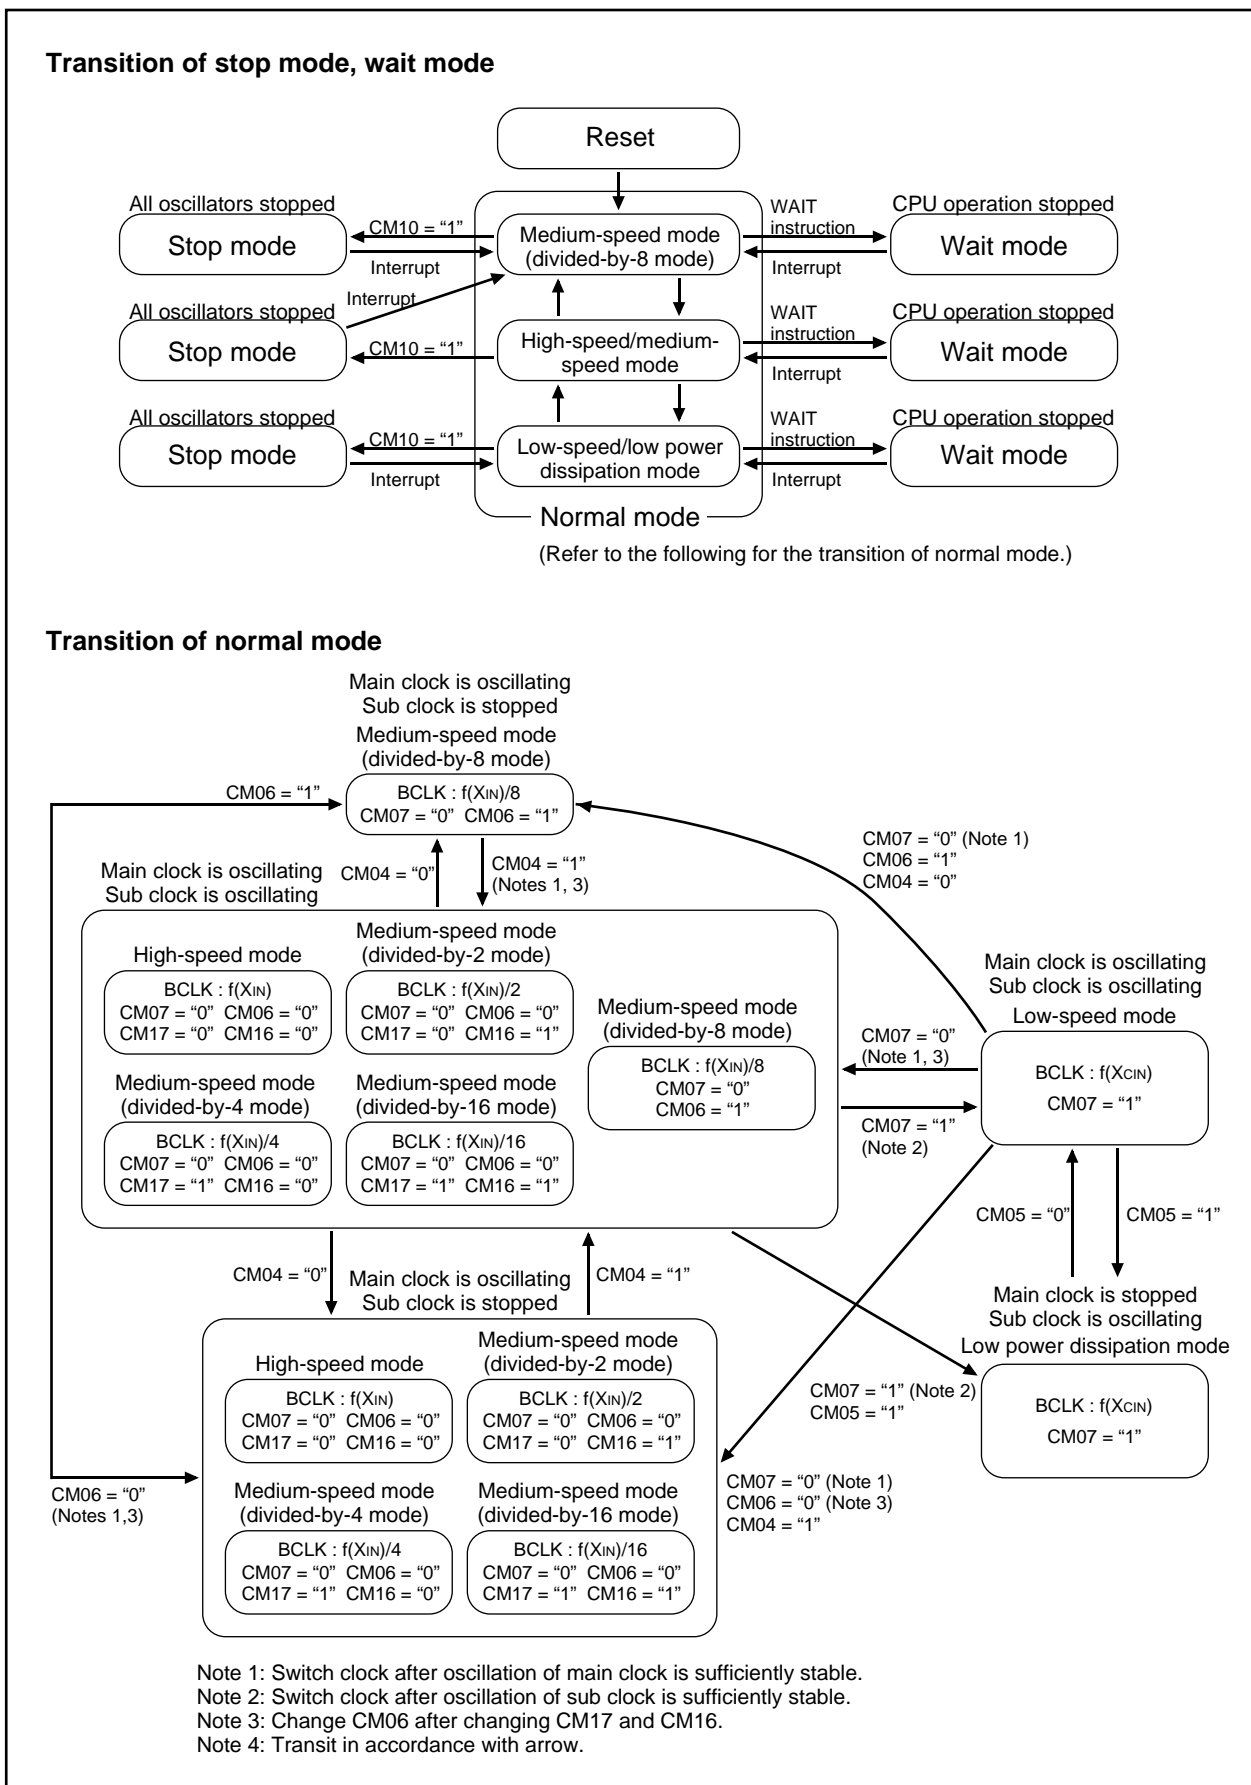 Transition of stop mode, wait mode
Reset
All oscillators stopped
Stop mode
CM10 = “1”
Interrupt
Medium-speed mode
(divided-by-8 mode)
WAIT
instruction
Interrupt
CPU operation stopped
Wait mode
Interrupt
All oscillators stopped
Stop mode
CM10 = “1”
High-speed/medium-
speed mode
WAIT
instruction
Interrupt
CPU operation stopped
Wait mode
All oscillators stopped
Stop mode
CM10 = “1”
Interrupt
Low-speed/low power
dissipation mode
WAIT
instruction
Interrupt
CPU operation stopped
Wait mode
Normal mode
(Refer to the following for the transition of normal mode.)
Transition of normal mode
Main clock is oscillating
Sub clock is stopped
Medium-speed mode
(divided-by-8 mode)
BCLK : f(XIN)/8
CM07 = “0” CM06 = “1”
CM06 = “1”
CM07 = “0” (Note 1)
CM06 = “1”
CM04 = “0”
Main clock is oscillating
Sub clock is oscillating
CM04 = “0”
CM04 = “1”
(Notes 1, 3)
High-speed mode
BCLK : f(XIN)
CM07 = “0” CM06 = “0”
CM17 = “0” CM16 = “0”
Medium-speed mode
(divided-by-2 mode)
BCLK : f(XIN)/2
CM07 = “0” CM06 = “0”
CM17 = “0” CM16 = “1”
Medium-speed mode
(divided-by-8 mode)
BCLK : f(XIN)/8
CM07 = “0”
CM06 = “1”
Medium-speed mode
(divided-by-4 mode)
BCLK : f(XIN)/4
CM07 = “0” CM06 = “0”
CM17 = “1” CM16 = “0”
Medium-speed mode
(divided-by-16 mode)
BCLK : f(XIN)/16
CM07 = “0” CM06 = “0”
CM17 = “1” CM16 = “1”
CM07 = “0”
(Note 1, 3)
CM07 = “1”
(Note 2)
Main clock is oscillating
Sub clock is oscillating
Low-speed mode
BCLK : f(XCIN)
CM07 = “1”
CM05 = “0”
CM05 = “1”
Main clock is stopped
Sub clock is oscillating
Low power dissipation mode
BCLK : f(XCIN)
CM07 = “1”
CM07 = “1” (Note 2)
CM05 = “1”
CM04 = “0”
Main clock is oscillating
Sub clock is stopped
CM04 = “1”
High-speed mode
BCLK : f(XIN)
CM07 = “0” CM06 = “0”
CM17 = “0” CM16 = “0”
Medium-speed mode
(divided-by-2 mode)
BCLK : f(XIN)/2
CM07 = “0” CM06 = “0”
CM17 = “0” CM16 = “1”
Medium-speed mode
(divided-by-4 mode)
BCLK : f(XIN)/4
CM07 = “0” CM06 = “0”
CM17 = “1” CM16 = “0”
Medium-speed mode
(divided-by-16 mode)
BCLK : f(XIN)/16
CM07 = “0” CM06 = “0”
CM17 = “1” CM16 = “1”
CM06 = “0”
(Notes 1,3)
CM07 = “0” (Note 1)
CM06 = “0” (Note 3)
CM04 = “1”
Note 1: Switch clock after oscillation of main clock is sufficiently stable.
Note 2: Switch clock after oscillation of sub clock is sufficiently stable.
Note 3: Change CM06 after changing CM17 and CM16.
Note 4: Transit in accordance with arrow.